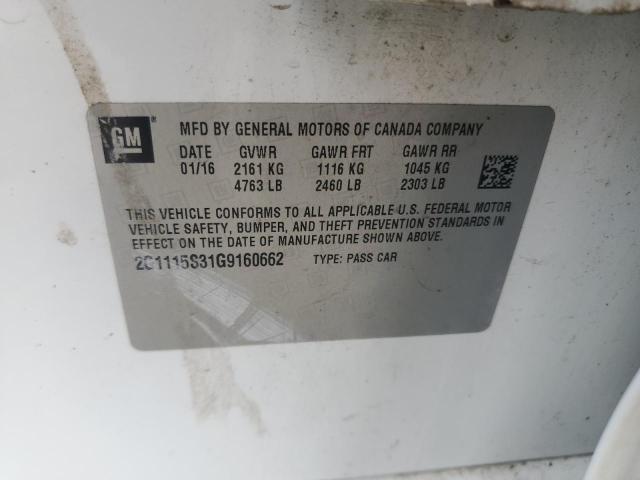 GM
MFD BY GENERAL MOTORS OF CANADA COMPANY
DATE GVWR GAWR FRT GAWR RR
01/16 2161 KG 1116 KG 1045 KG
4763 LB 2460 LB 2303 LB
THIS VEHICLE CONFORMS TO ALL APPLICABLE U.S. FEDERAL MOTOR
VEHICLE SAFETY, BUMPER, AND THEFT PREVENTION STANDARDS IN
EFFECT ON THE DATE OF MANUFACTURE SHOWN ABOVE.
2G1115S31G9160662 TYPE: PASS CAR